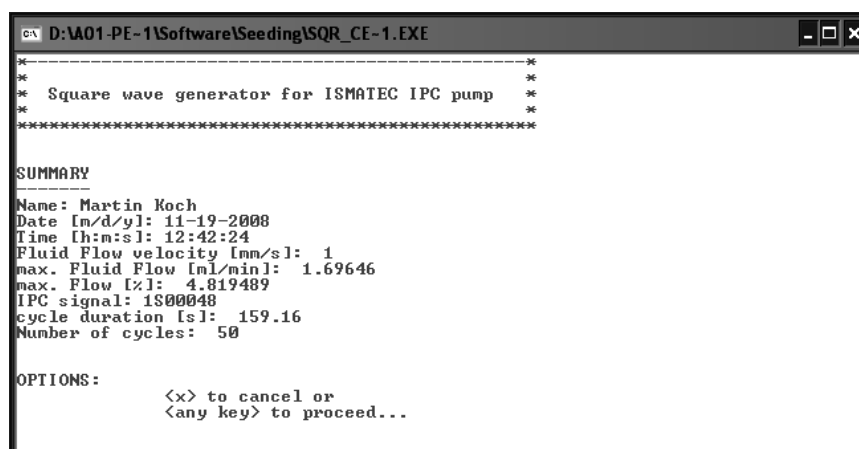 D:\A01-PE~1\Software\Seeding\SQR_CE~1.EXE
*------------------------------------------------*
* *
* Square wave generator for ISMATEC IPC pump *
* *
**************************************************
SUMMARY
-------
Name: Martin Koch
Date [m/d/y]: 11-19-2008
Time [h:m:s]: 12:42:24
Fluid Flow velocity [mm/s]: 1
max. Fluid Flow [ml/min]: 1.69646
max. Flow [%]: 4.819489
IPC signal: 1S00048
cycle duration [s]: 159.16
Number of cycles: 50
OPTIONS:
<x> to cancel or
<any key> to proceed...